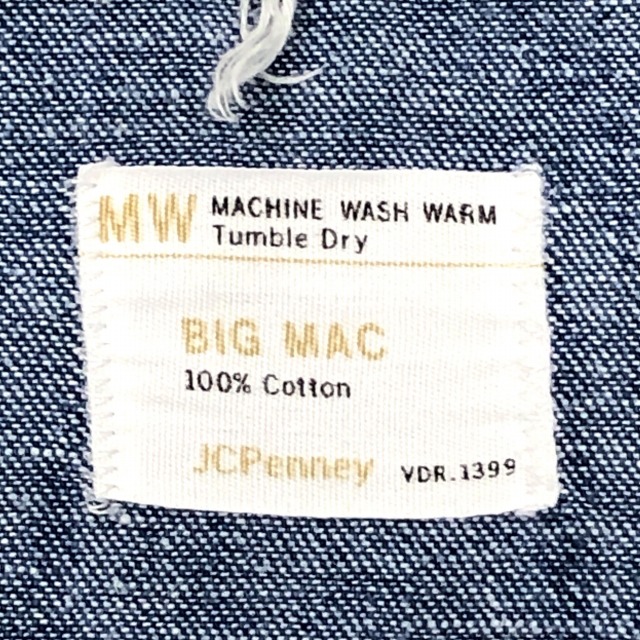 MW MACHINE WASH WARM
Tumble Dry
BIG MAC
100% Cotton
JCPenney VDR.1399